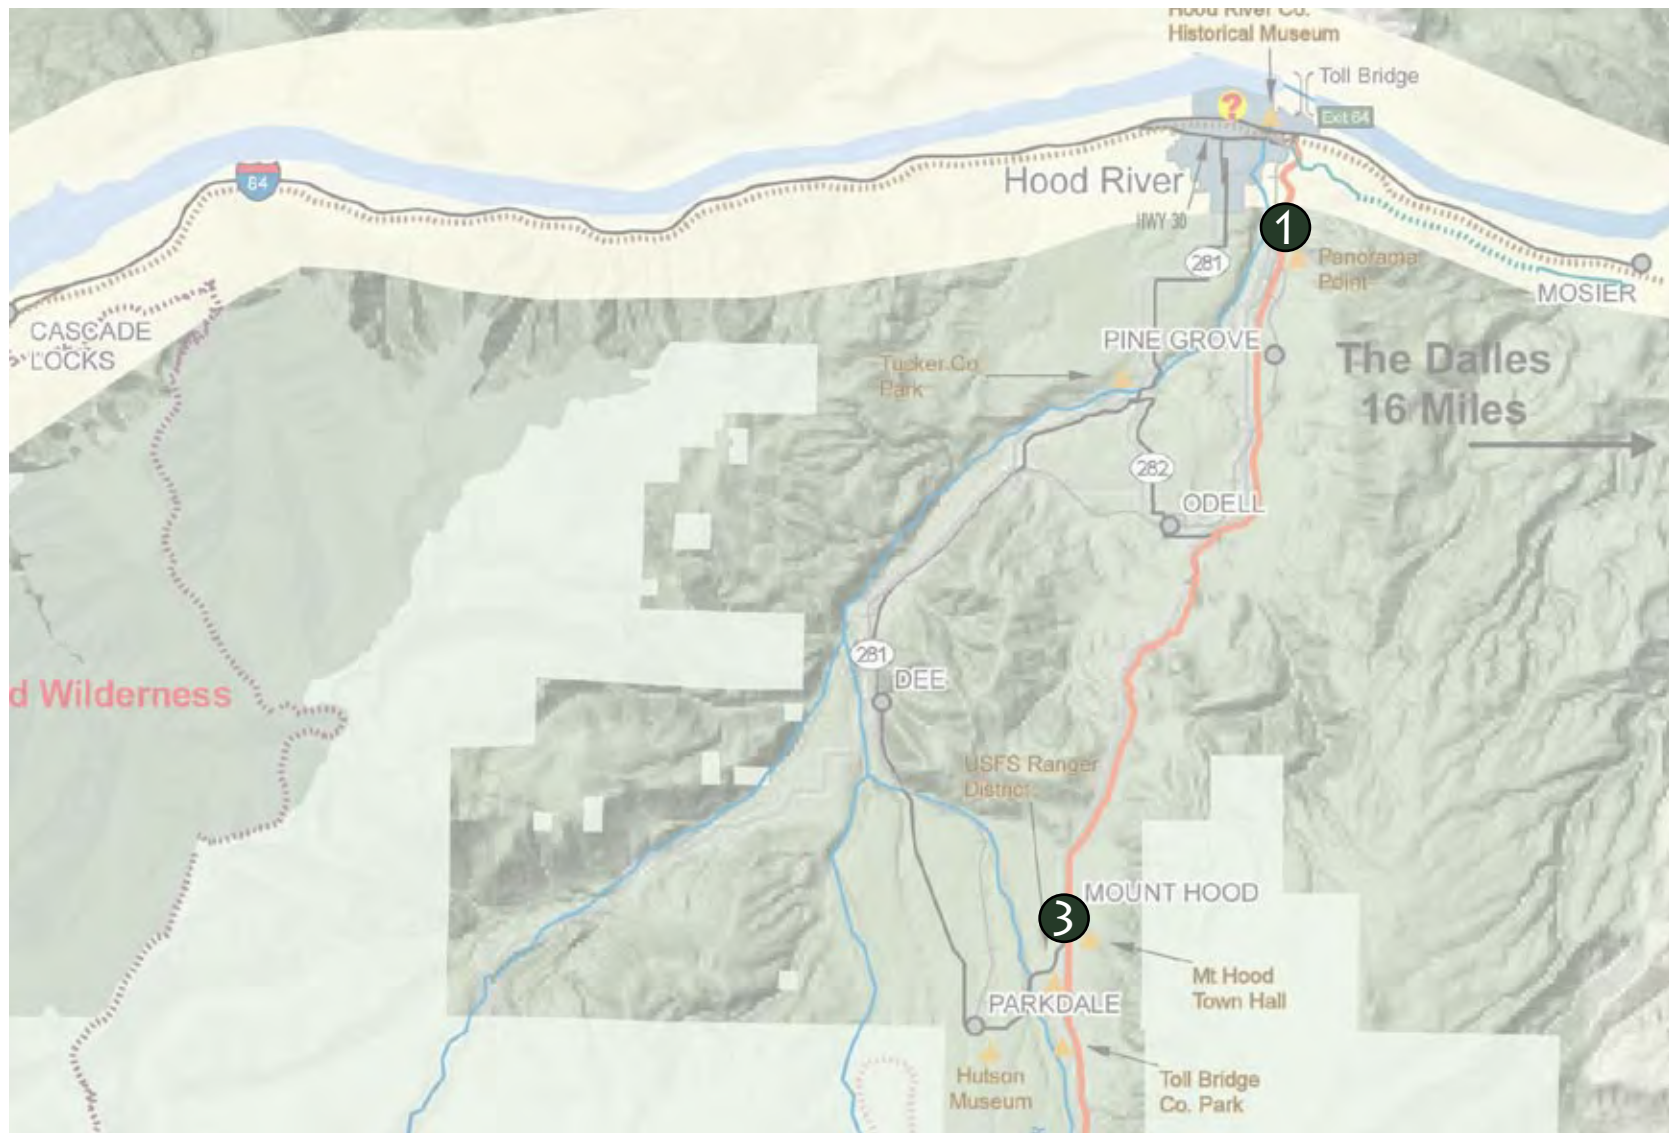 Hood River Co.
Historical Museum
Toll Bridge
?
Exit 64
84
Hood River
HWY 30
1
281
Panorama
Point
MOSIER
CASCADE
LOCKS
PINE GROVE
The Dalles
16 Miles
Tucker Co
Park
282
ODELL
281
DEE
d Wilderness
USFS Ranger
District
MOUNT HOOD
3
Mt Hood
Town Hall
PARKDALE
Hutson
Museum
Toll Bridge
Co. Park